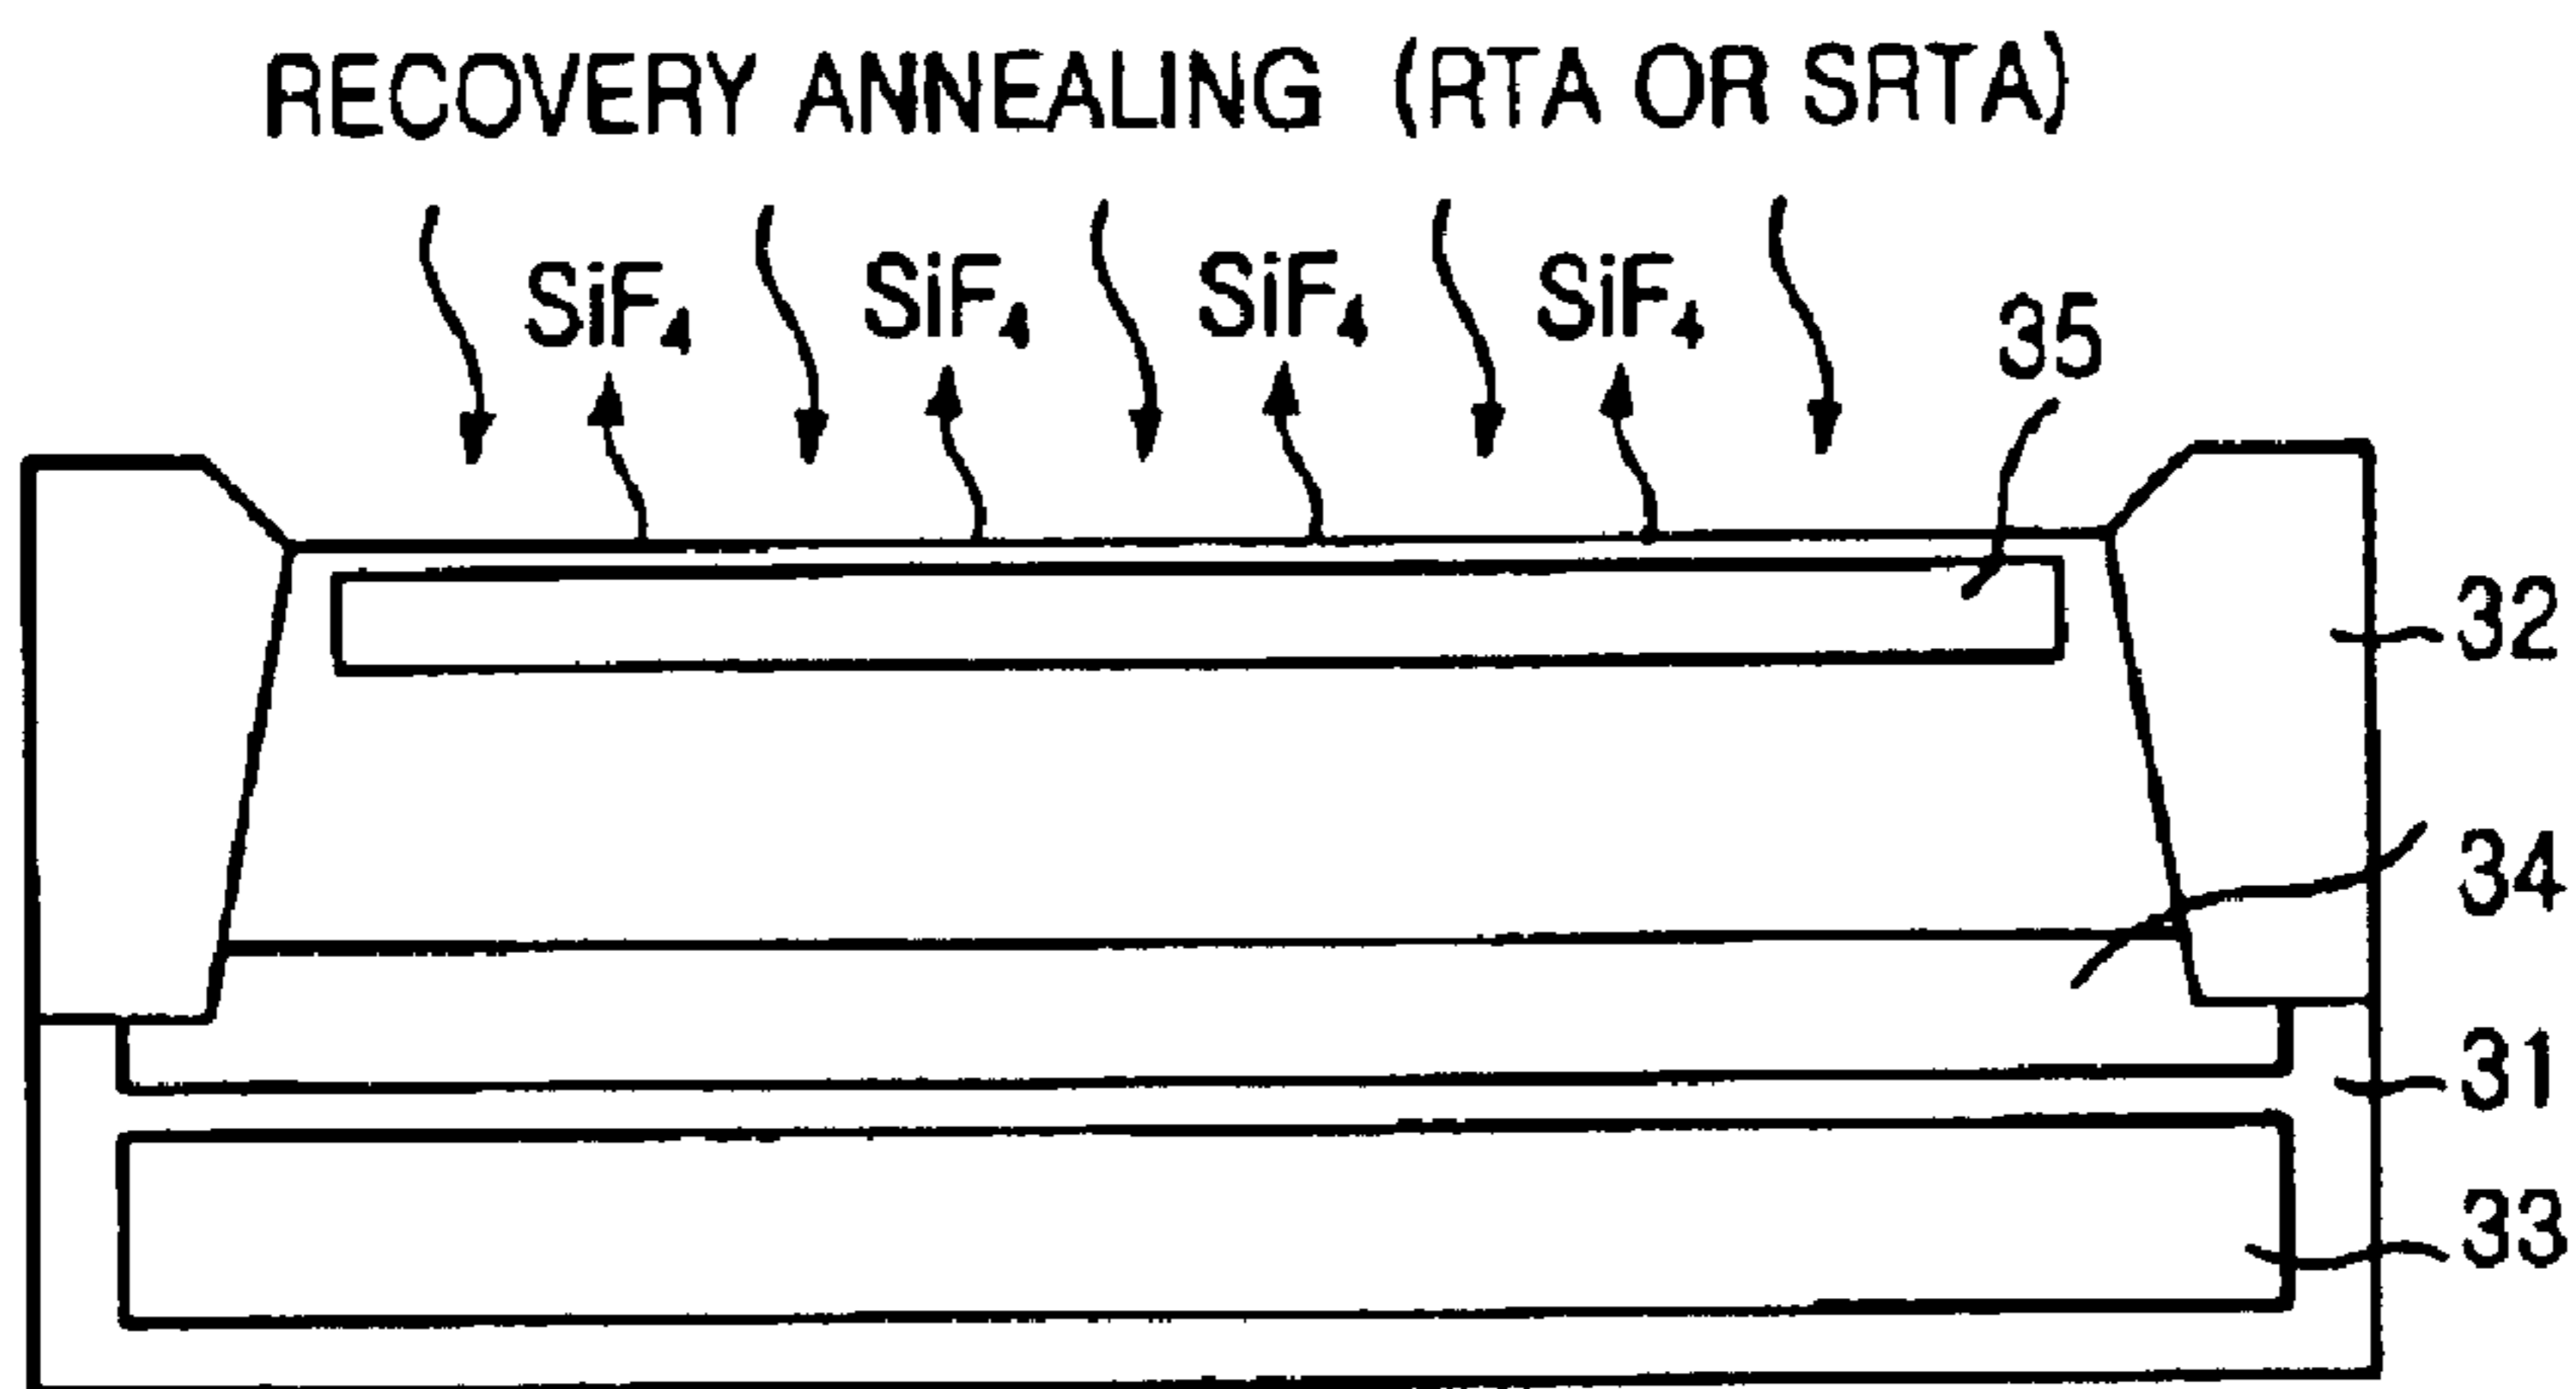 RECOVERY ANNEALING (RTA OR SRTA)
SiF₄ SiF₄ SiF₄ SiF₄
35
32
34
31
33